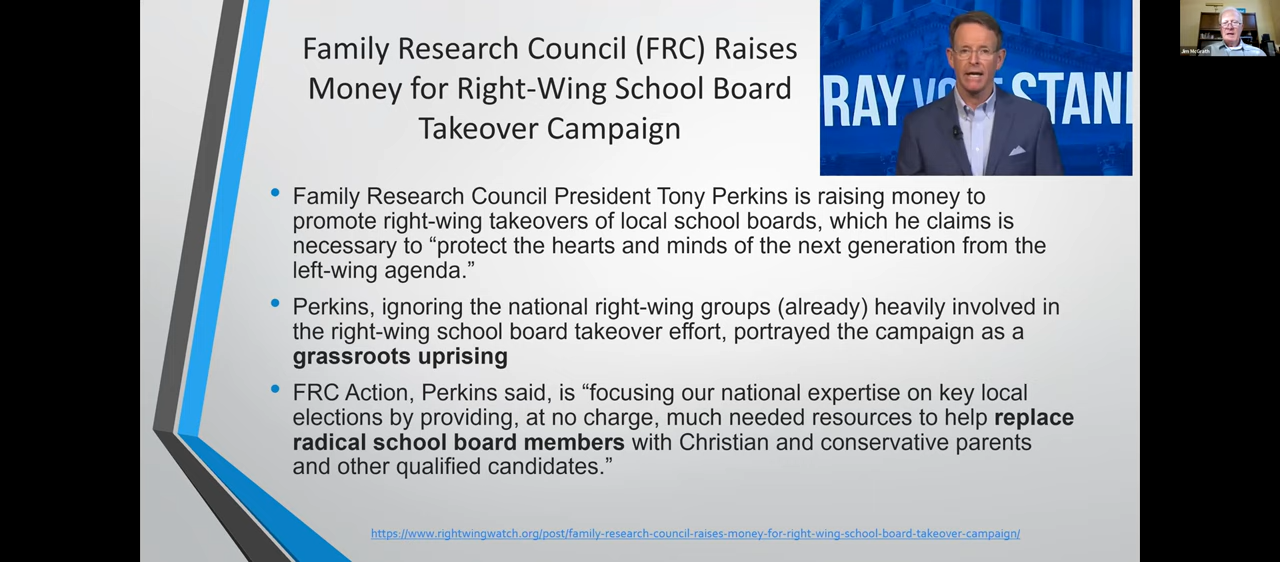 Family Research Council (FRC) Raises
Money for Right-Wing School Board
Takeover Campaign
RAY VOTE STAN
Jim McGrath
• Family Research Council President Tony Perkins is raising money to
promote right-wing takeovers of local school boards, which he claims is
necessary to “protect the hearts and minds of the next generation from the
left-wing agenda.”
• Perkins, ignoring the national right-wing groups (already) heavily involved in
the right-wing school board takeover effort, portrayed the campaign as a
grassroots uprising
• FRC Action, Perkins said, is “focusing our national expertise on key local
elections by providing, at no charge, much needed resources to help replace
radical school board members with Christian and conservative parents
and other qualified candidates.”
https://www.rightwingwatch.org/post/family-research-council-raises-money-for-right-wing-school-board-takeover-campaign/